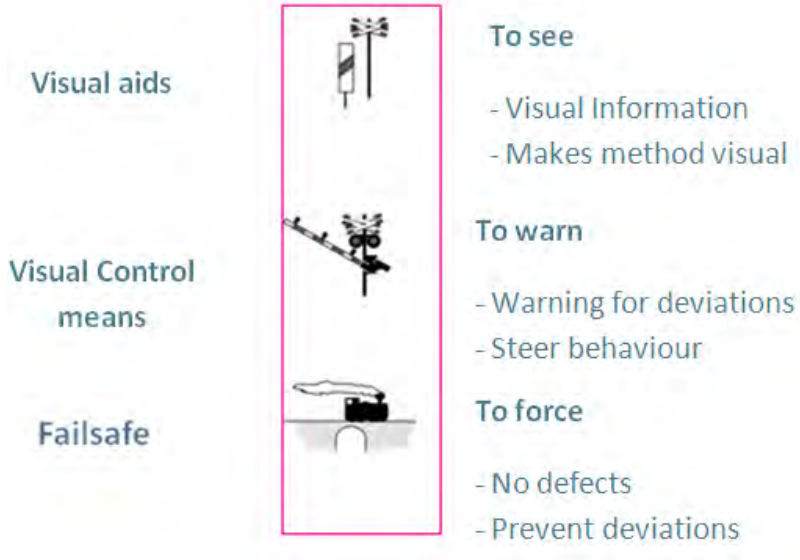 Visual aids
To see
- Visual Information
- Makes method visual
Visual Control
means
To warn
- Warning for deviations
- Steer behaviour
Failsafe
To force
- No defects
- Prevent deviations